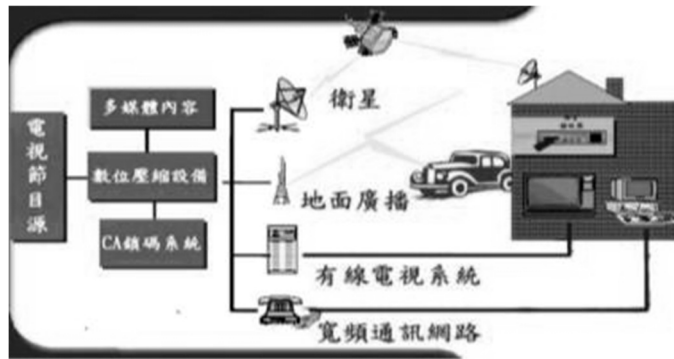 電視節目源
多媒體內容
數位壓縮設備
CA鎖碼系統
衛星
地面廣播
有線電視系統
寬頻通訊網路